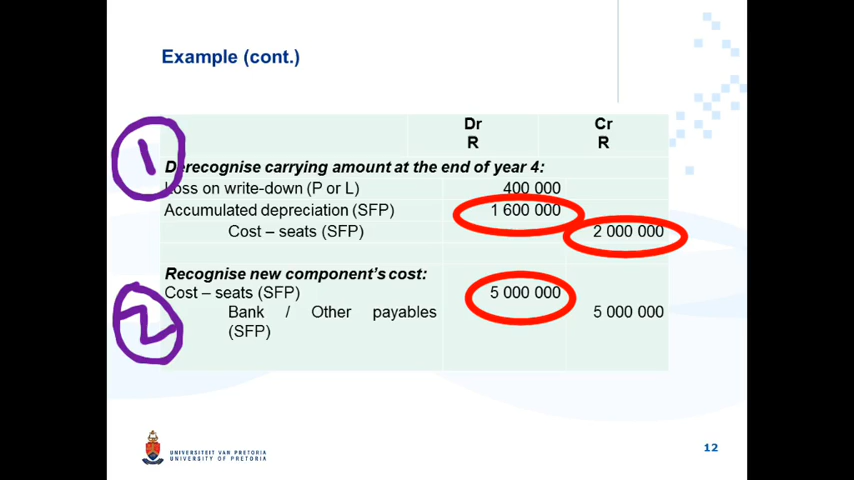 Example (cont.)
Dr Cr
R R
1
Derecognise carrying amount at the end of year 4:
Loss on write-down (P or L) 400 000
Accumulated depreciation (SFP) 1 600 000
Cost – seats (SFP) 2 000 000
Recognise new component's cost:
Cost – seats (SFP) 5 000 000
2
Bank / Other payables 5 000 000
(SFP)
UNIVERSITEIT VAN PRETORIA
UNIVERSITY OF PRETORIA
12